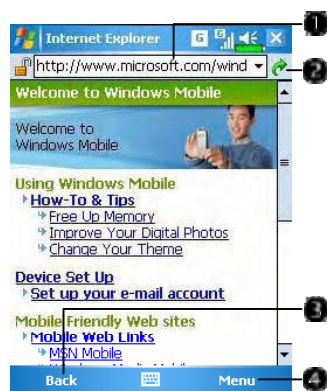 Internet Explorer
G
G
1
http://www.microsoft.com/wind
2
Welcome to Windows Mobile
Welcome to
Windows Mobile
Using Windows Mobile
How-To & Tips
Free Up Memory
Improve Your Digital Photos
Change Your Theme
Device Set Up
Set up your e-mail account
3
Mobile Friendly Web sites
Mobile Web Links
MSN Mobile
Back
Menu
4